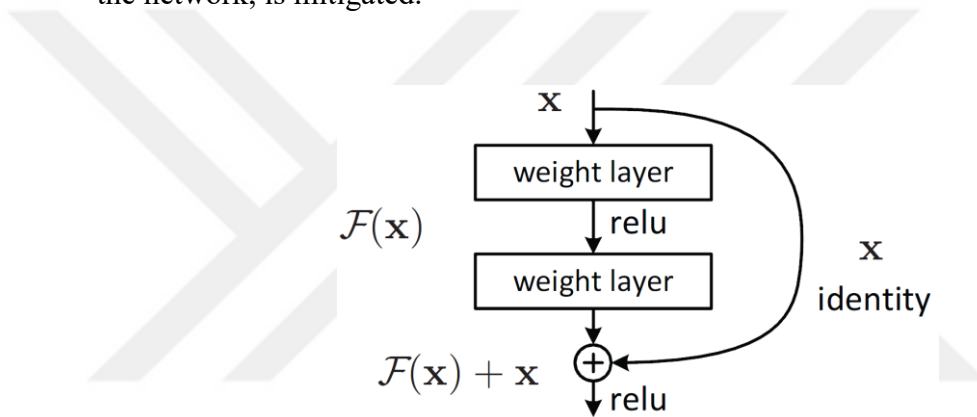 the network, is mitigated.
x
weight layer
relu
F(x)
x
weight layer
identity
F(x) + x
+
relu